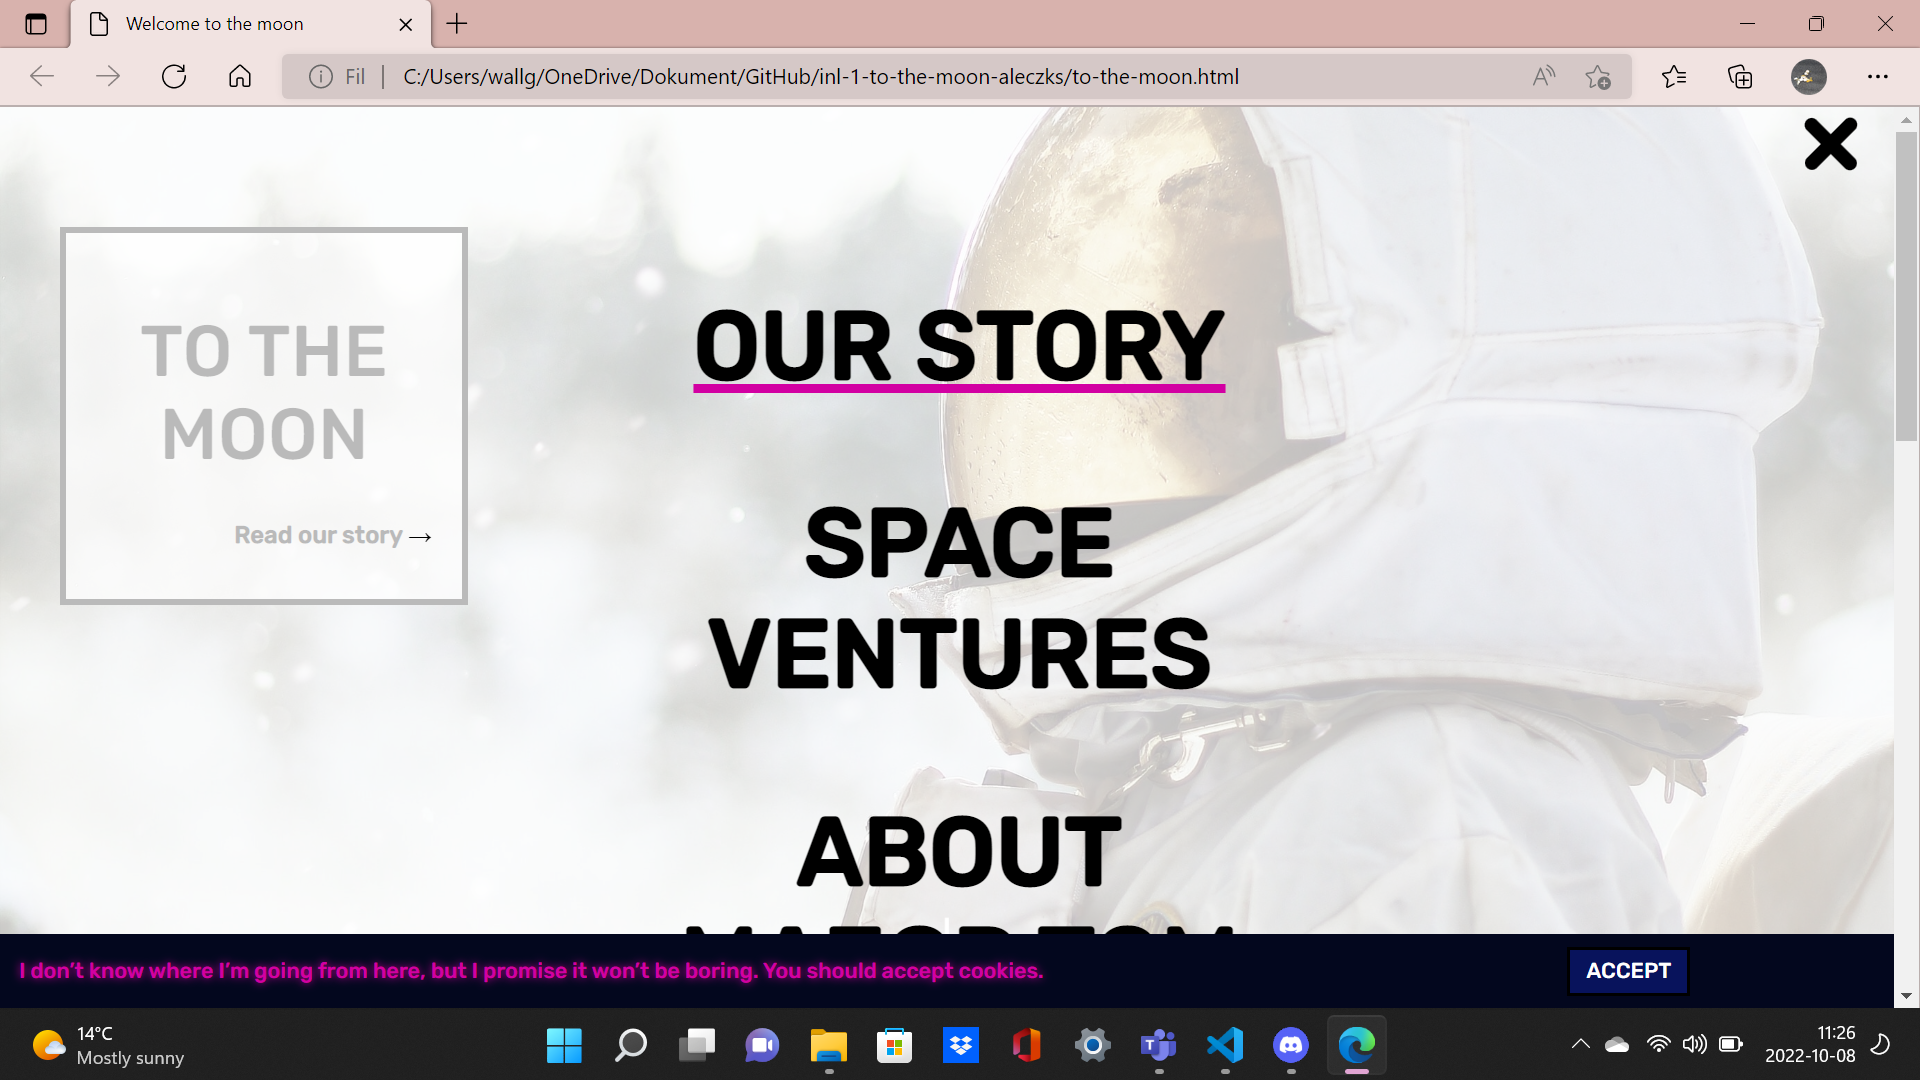 Welcome to the moon
Fil
C:/Users/wallg/OneDrive/Dokument/GitHub/inl-1-to-the-moon-aleczks/to-the-moon.html
TO THE
MOON
Read our story →
OUR STORY
SPACE
VENTURES
ABOUT
MAJOR TOM
I don’t know where I’m going from here, but I promise it won’t be boring. You should accept cookies.
ACCEPT
14°C
Mostly sunny
11:26
2022-10-08